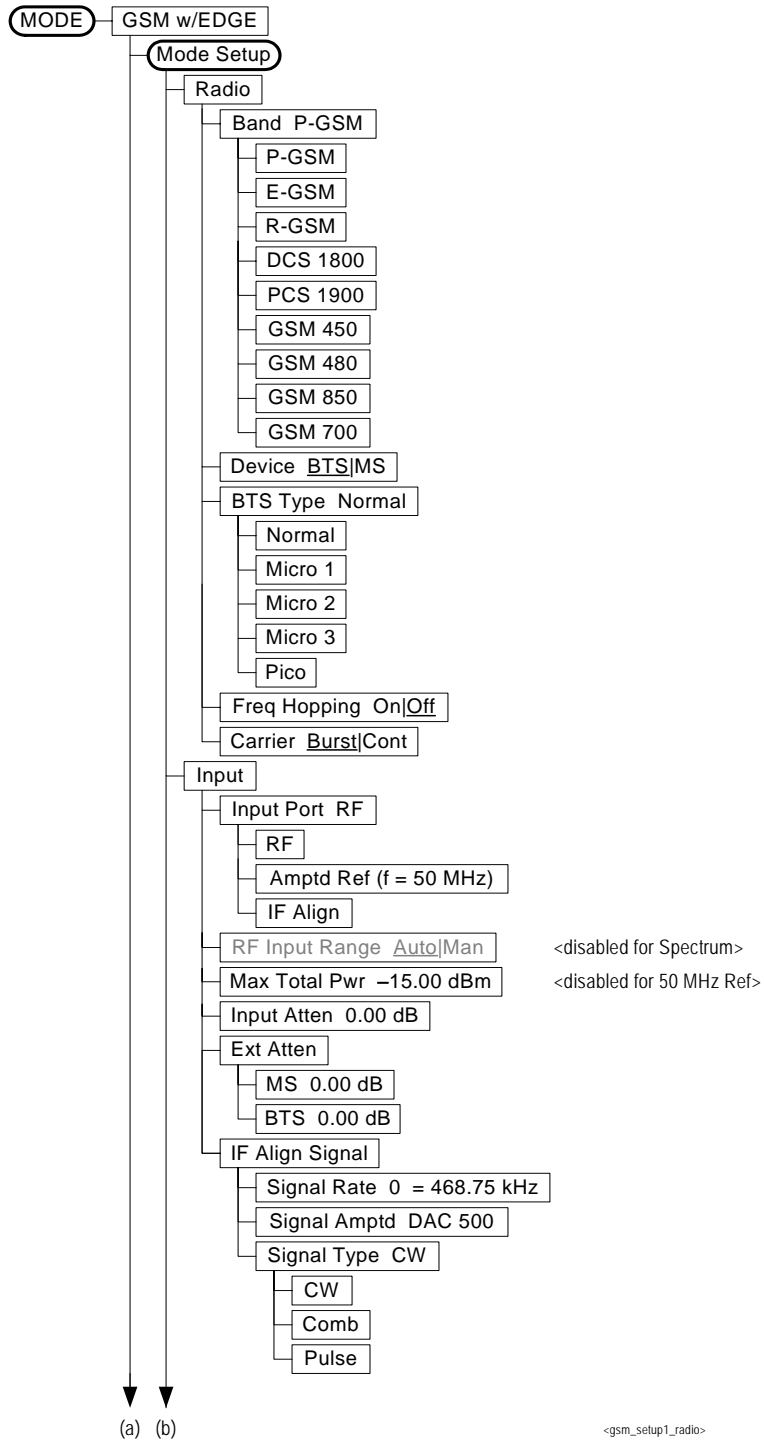 MODE GSM w/EDGE
Mode Setup
Radio
Band P-GSM
P-GSM
E-GSM
R-GSM
DCS 1800
PCS 1900
GSM 450
GSM 480
GSM 850
GSM 700
Device BTS|MS
BTS Type Normal
Normal
Micro 1
Micro 2
Micro 3
Pico
Freq Hopping On|Off
Carrier Burst|Cont
Input
Input Port RF
RF
Amptd Ref (f = 50 MHz)
IF Align
RF Input Range Auto|Man <disabled for Spectrum>
Max Total Pwr –15.00 dBm <disabled for 50 MHz Ref>
Input Atten 0.00 dB
Ext Atten
MS 0.00 dB
BTS 0.00 dB
IF Align Signal
Signal Rate 0 = 468.75 kHz
Signal Amptd DAC 500
Signal Type CW
CW
Comb
Pulse
(a) (b) <gsm_setup1_radio>